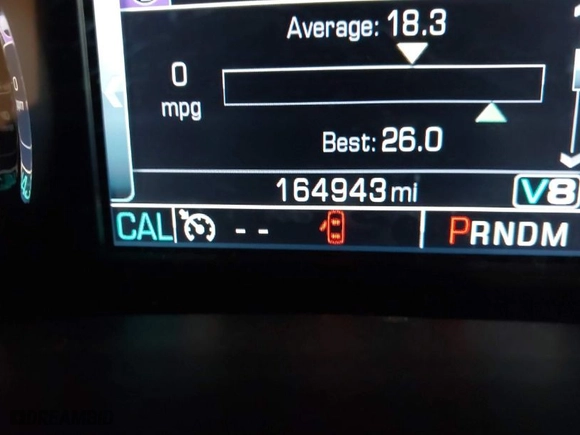 Average: 18.3
0
mpg
Best: 26.0
164943 mi
V8
CAL -- PRNDM